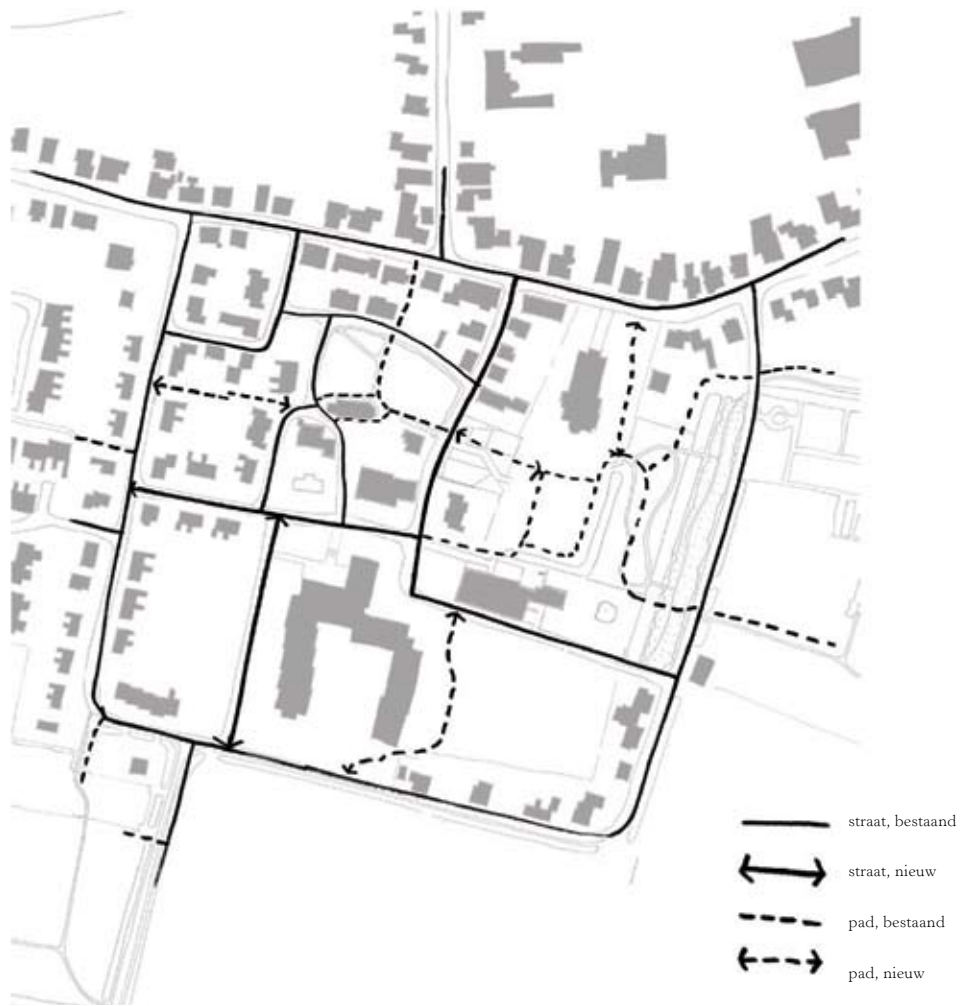 straat, bestaand
straat, nieuw
pad, bestaand
pad, nieuw